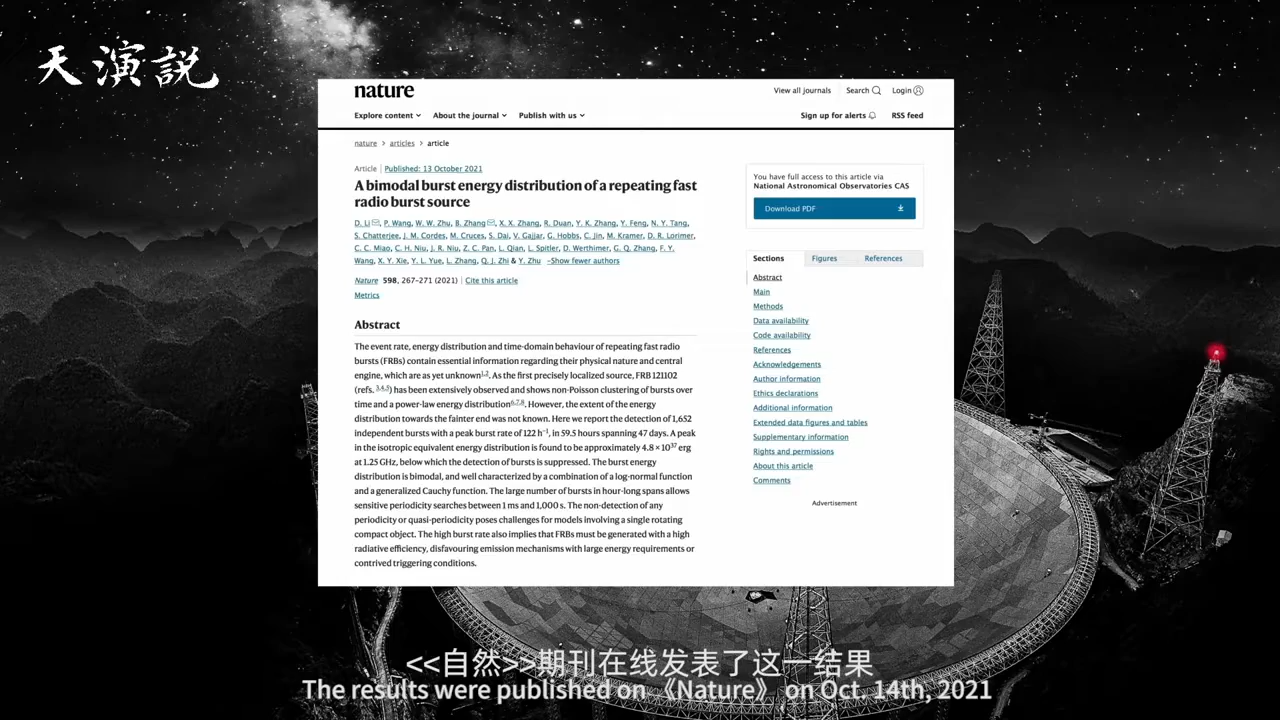 天演説
nature
View all journals
Search
Login
Explore content
About the journal
Publish with us
Sign up for alerts
RSS feed
nature > articles > article
Article | Published: 13 October 2021
A bimodal burst energy distribution of a repeating fast
radio burst source
D. Li, P. Wang, W. W. Zhu, B. Zhang, X. X. Zhang, R. Duan, Y. K. Zhang, Y. Feng, N. Y. Tang,
S. Chatterjee, J. M. Cordes, M. Cruces, S. Dai, V. Gajjar, G. Hobbs, C. Jin, M. Kramer, D. R. Lorimer,
C. C. Miao, C. H. Niu, J. R. Niu, Z. C. Pan, L. Qian, L. Spitler, D. Werthimer, G. Q. Zhang, F. Y.
Wang, X. Y. Xie, Y. L. Yue, L. Zhang, Q. J. Zhi & Y. Zhu -Show fewer authors
Nature 598, 267–271 (2021) | Cite this article
Metrics
Abstract
The event rate, energy distribution and time-domain behaviour of repeating fast radio
bursts (FRBs) contain essential information regarding their physical nature and central
engine, which are as yet unknown1,2. As the first precisely localized source, FRB 121102
(refs. 3,4,5) has been extensively observed and shows non-Poisson clustering of bursts over
time and a power-law energy distribution6,7,8. However, the extent of the energy
distribution towards the fainter end was not known. Here we report the detection of 1,652
independent bursts with a peak burst rate of 122 h−1, in 59.5 hours spanning 47 days. A peak
in the isotropic equivalent energy distribution is found to be approximately 4.8 × 10^37 erg
at 1.25 GHz, below which the detection of bursts is suppressed. The burst energy
distribution is bimodal, and well characterized by a combination of a log-normal function
and a generalized Cauchy function. The large number of bursts in hour-long spans allows
sensitive periodicity searches between 1 ms and 1,000 s. The non-detection of any
periodicity or quasi-periodicity poses challenges for models involving a single rotating
compact object. The high burst rate also implies that FRBs must be generated with a high
radiative efficiency, disfavouring emission mechanisms with large energy requirements or
contrived triggering conditions.
You have full access to this article via
National Astronomical Observatories CAS
Download PDF
Sections
Figures
References
Abstract
Main
Methods
Data availability
Code availability
References
Acknowledgements
Author information
Ethics declarations
Additional information
Extended data figures and tables
Supplementary information
Rights and permissions
About this article
Comments
Advertisement
<<自然>>期刊在线发表了这一结果
The results were published on 《Nature》 on Oct. 14th, 2021